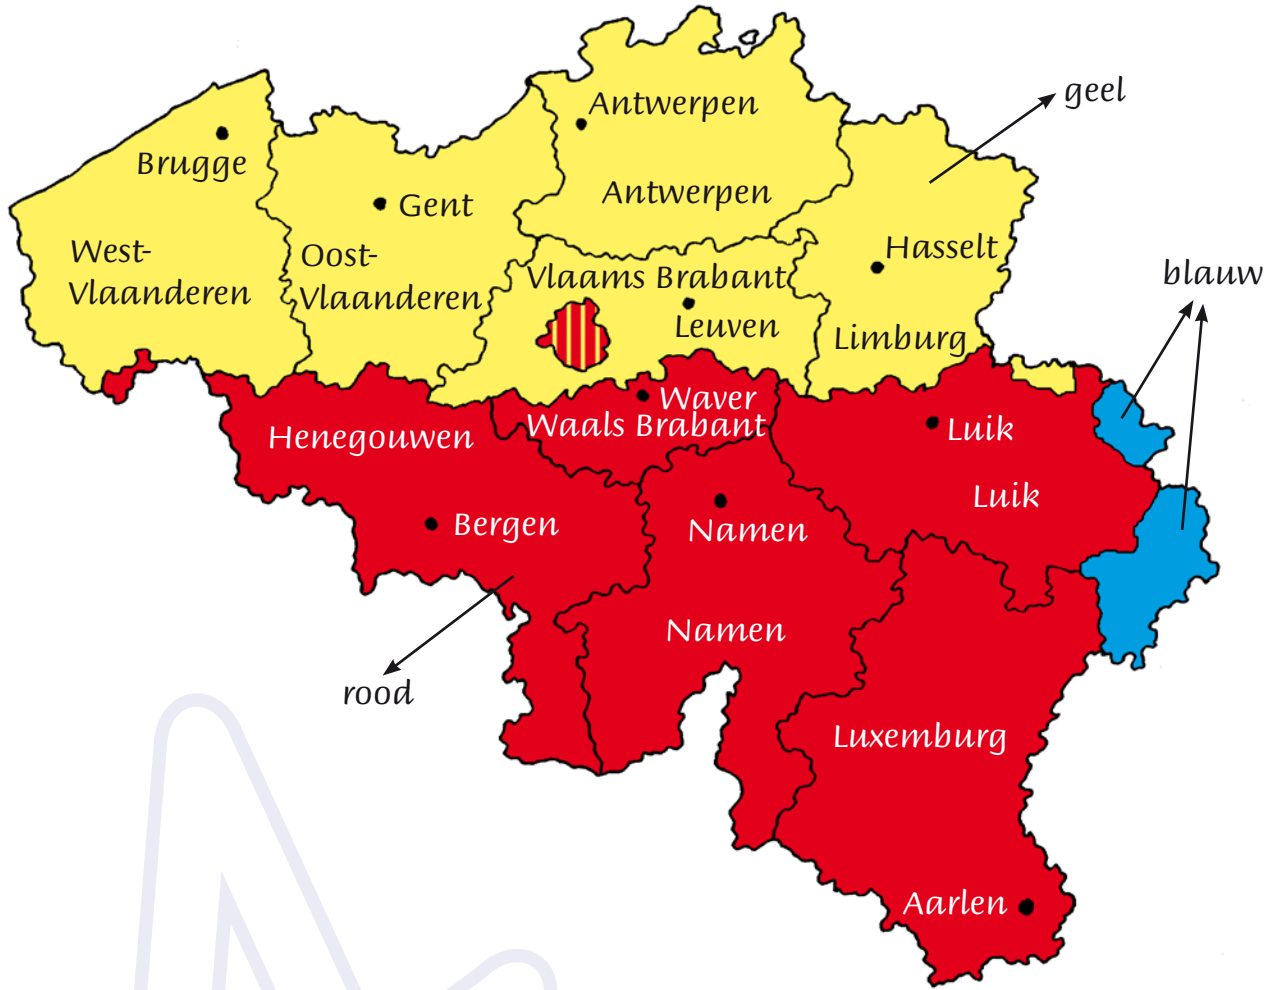 geel
Antwerpen
Brugge
Antwerpen
Gent
West-
Vlaanderen
Oost-
Vlaanderen
Hasselt
blauw
Vlaams Brabant
Leuven
Limburg
Waver
Waals Brabant
Henegouwen
Luik
Luik
Bergen
Namen
Namen
rood
Luxemburg
Aarlen